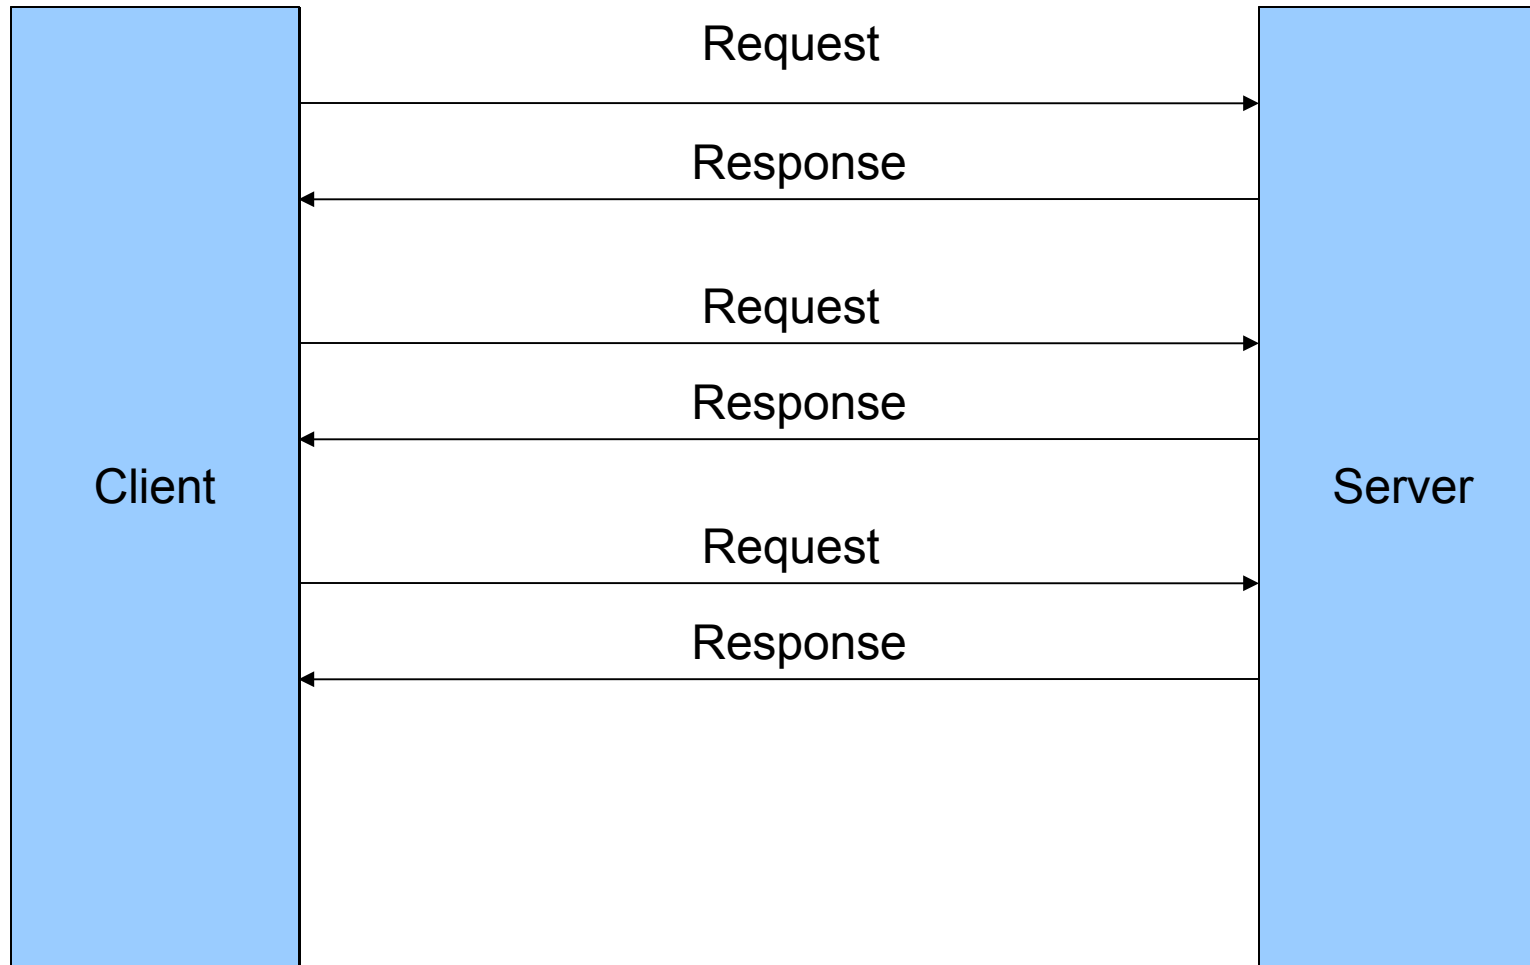 Request
Response
Request
Response
Client
Server
Request
Response